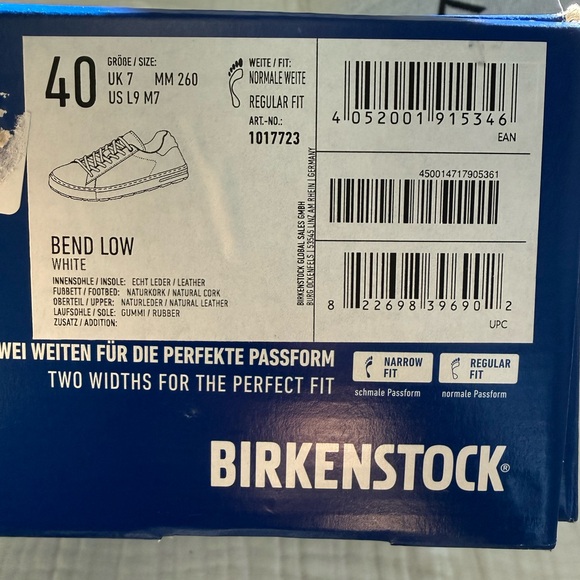 40
GRÖẞE / SIZE:
UK 7 MM 260
US L9 M7
WEITE / FIT:
NORMALE WEITE
REGULAR FIT
ART.-NO.:
1017723
4 052001 915346
EAN
450014717905361
8 22698 39690 2
UPC
BIRKENSTOCK GLOBAL SALES GMBH
BURG OCKENFELS | 53545 LINZ AM RHEIN | GERMANY
BEND LOW
WHITE
INNENSOHLE / INSOLE: ECHT LEDER / LEATHER
FUßBETT / FOOTBED: NATURKORK / NATURAL CORK
OBERTEIL / UPPER: NATURLEDER / NATURAL LEATHER
LAUFSOHLE / SOLE: GUMMI / RUBBER
ZUSATZ / ADDITION:
WEI WEITEN FÜR DIE PERFEKTE PASSFORM
TWO WIDTHS FOR THE PERFECT FIT
NARROW FIT
schmale Passform
REGULAR FIT
normale Passform
BIRKENSTOCK®